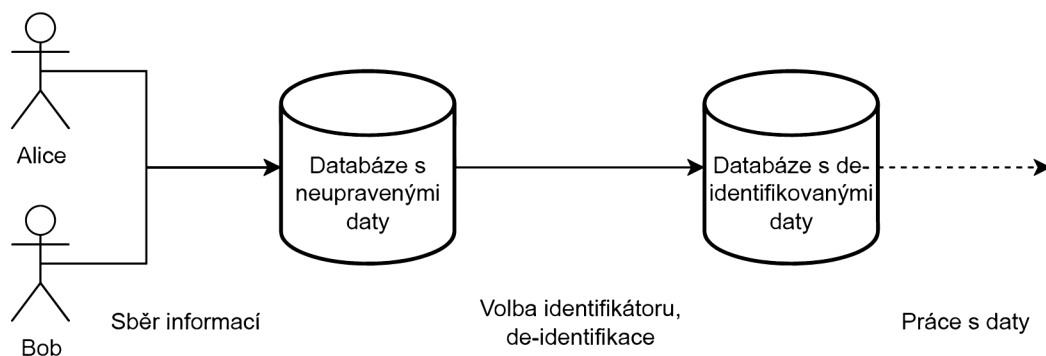 Alice
Databáze s
neupravenými
daty
Databáze s de-
identifikovanými
daty
Bob
Sběr informací
Volba identifikátoru,
de-identifikace
Práce s daty